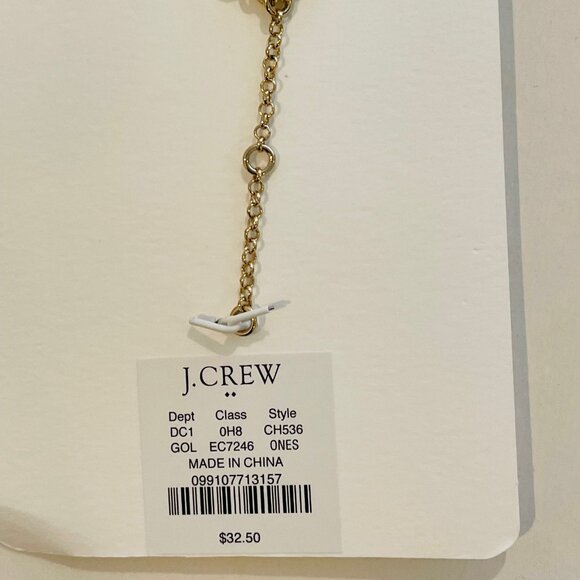 J.CREW
Dept Class Style
DC1 0H8 CH536
GOL EC7246 0NES
MADE IN CHINA
099107713157
$32.50